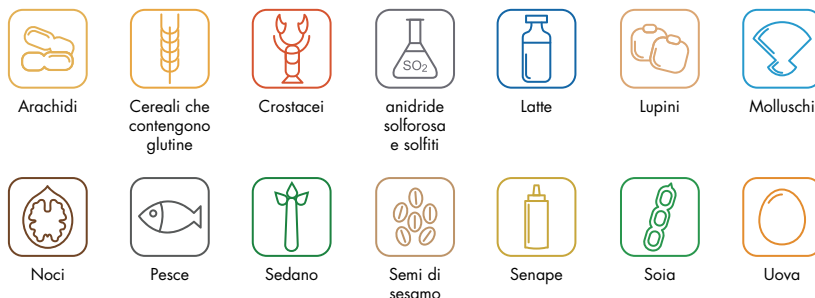 SO2
Arachidi
Cereali che
contengono
glutine
Crostacei
anidride
solforosa
e solfiti
Latte
Lupini
Molluschi
Noci
Pesce
Sedano
Semi di
sesamo
Senape
Soia
Uova